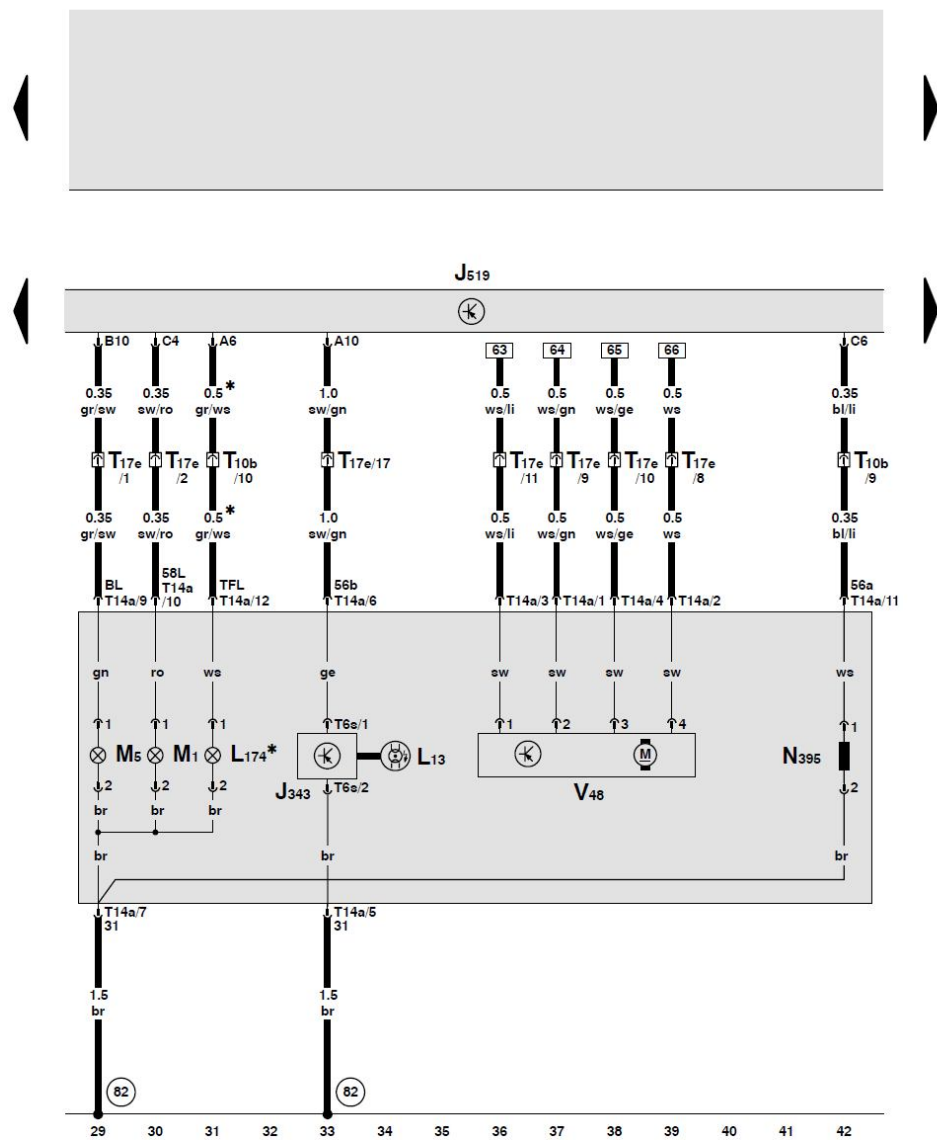 J519
B10 C4 A6 A10 63 64 65 66 C6
0.35 0.35 0.5* 1.0 0.5 0.5 0.5 0.5 0.35
gr/sw sw/ro gr/ws sw/gn ws/li ws/gn ws/ge ws bl/li
T17e T17e T10b T17e/17 T17e T17e T17e T17e T10b
/1 /2 /10 /11 /9 /10 /8 /9
0.35 0.35 0.5* 1.0 0.5 0.5 0.5 0.5 0.35
gr/sw sw/ro gr/ws sw/gn ws/li ws/gn ws/ge ws bl/li
58L
BL T14a TFL 56b 56a
T14a/9 /10 T14a/12 T14a/6 T14a/3 T14a/1 T14a/4 T14a/2 T14a/11
gn ro ws ge sw sw sw sw ws
1 1 1 T6s/1 1 2 3 4 1
M5 M1 L174* L13 M N395
2 2 2 J343 T6s/2 V48 2
br br br
br br br
T14a/7 T14a/5
31 31
1.5 1.5
br br
82 82
29 30 31 32 33 34 35 36 37 38 39 40 41 42